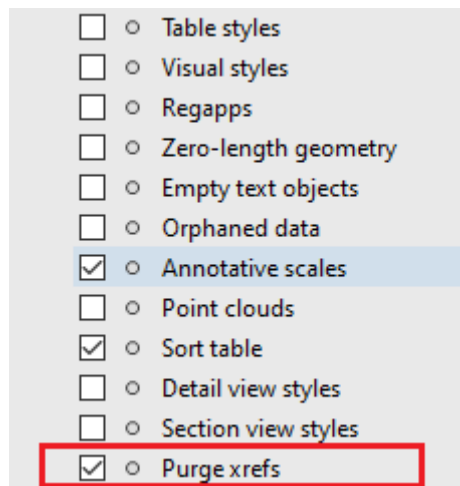 Table styles
Visual styles
Regapps
Zero-length geometry
Empty text objects
Orphaned data
Annotative scales
Point clouds
Sort table
Detail view styles
Section view styles
Purge xrefs